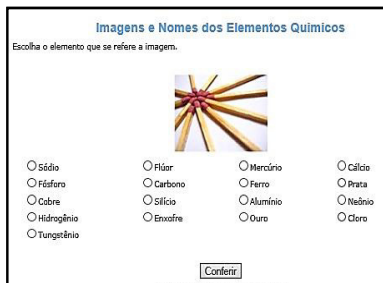 Imagens e Nomes dos Elementos Químicos
Escolha o elemento que se refere a imagem.
Sódio Flúor Mercúrio Cálcio
Fósforo Carbono Ferro Prata
Cobre Silício Alumínio Neônio
Hidrogênio Enxofre Ouro Cloro
Tungstênio
Conferir